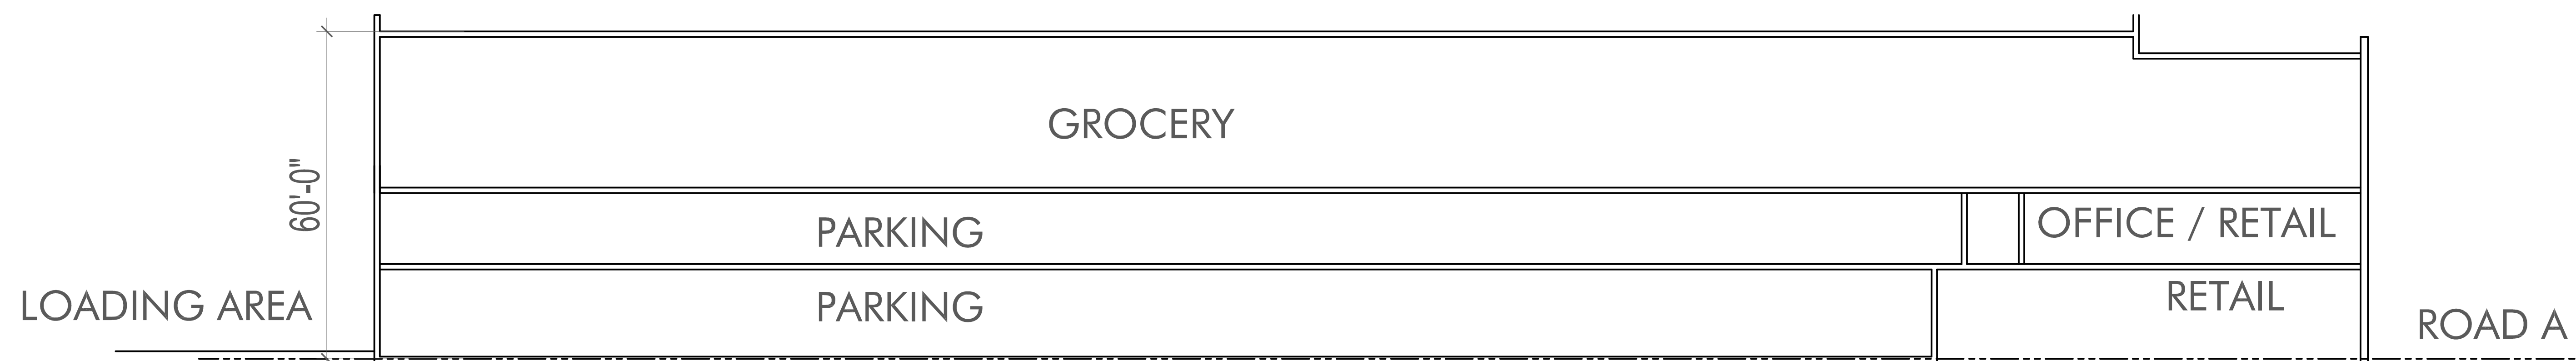 GROCERY
60'-0"
PARKING
OFFICE / RETAIL
LOADING AREA
PARKING
RETAIL
ROAD A